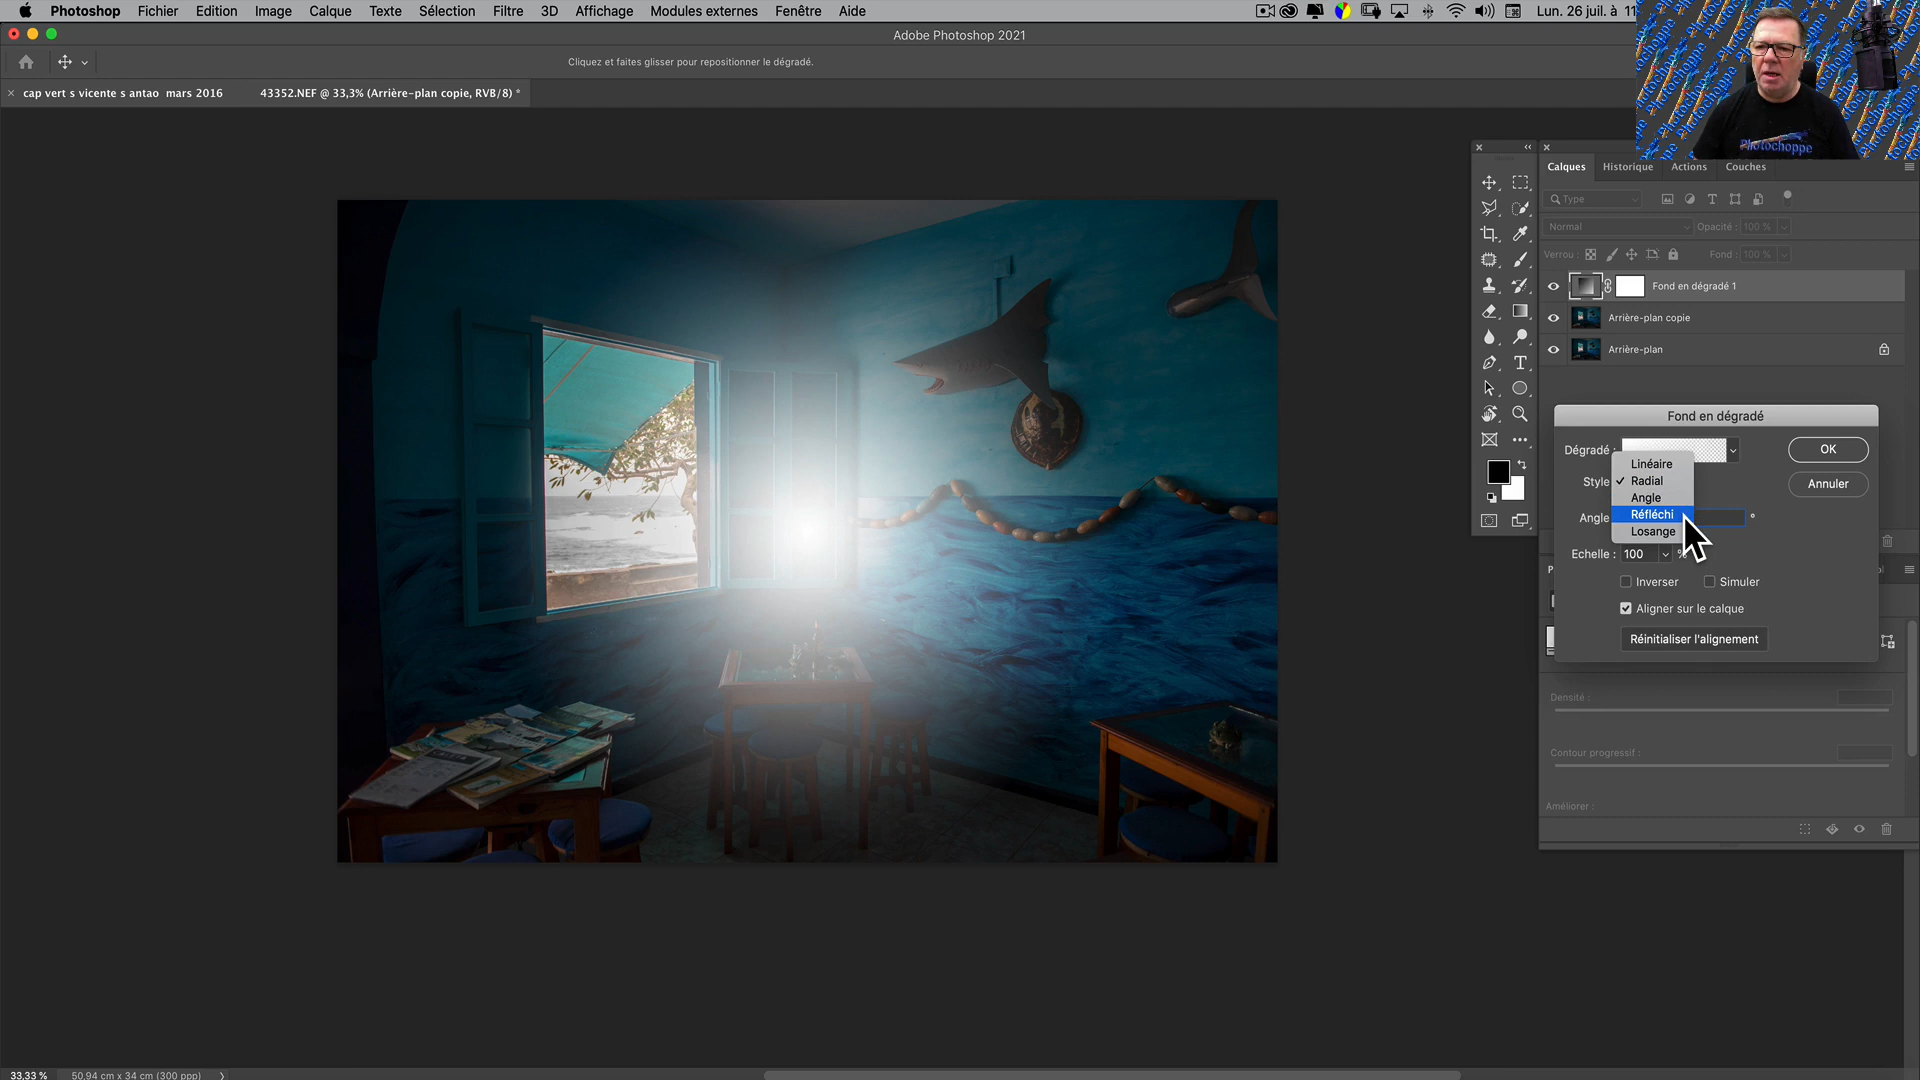 Photoshop Fichier Edition Image Calque Texte Sélection Filtre 3D Affichage Modules externes Fenêtre Aide
Lun. 26 juil. à 11
Adobe Photoshop 2021
Cliquez et faites glisser pour repositionner le dégradé.
cap vert s vicente s antao mars 2016
43352.NEF @ 33,3% (Arrière-plan copie, RVB/8) *
Photochoppe
Calques Historique Actions Couches
Type
Normal Opacité : 100 %
Verrou : Fond : 100 %
Fond en dégradé 1
Arrière-plan copie
Arrière-plan
Fond en dégradé
Dégradé :
OK
Linéaire
Style
Radial
Annuler
Angle
Angle
Réfléchi
°
Losange
Echelle : 100
Inverser
Simuler
Aligner sur le calque
Réinitialiser l'alignement
Densité :
Contour progressif :
Améliorer :
33,33 % 50,94 cm x 34 cm (300 ppp)